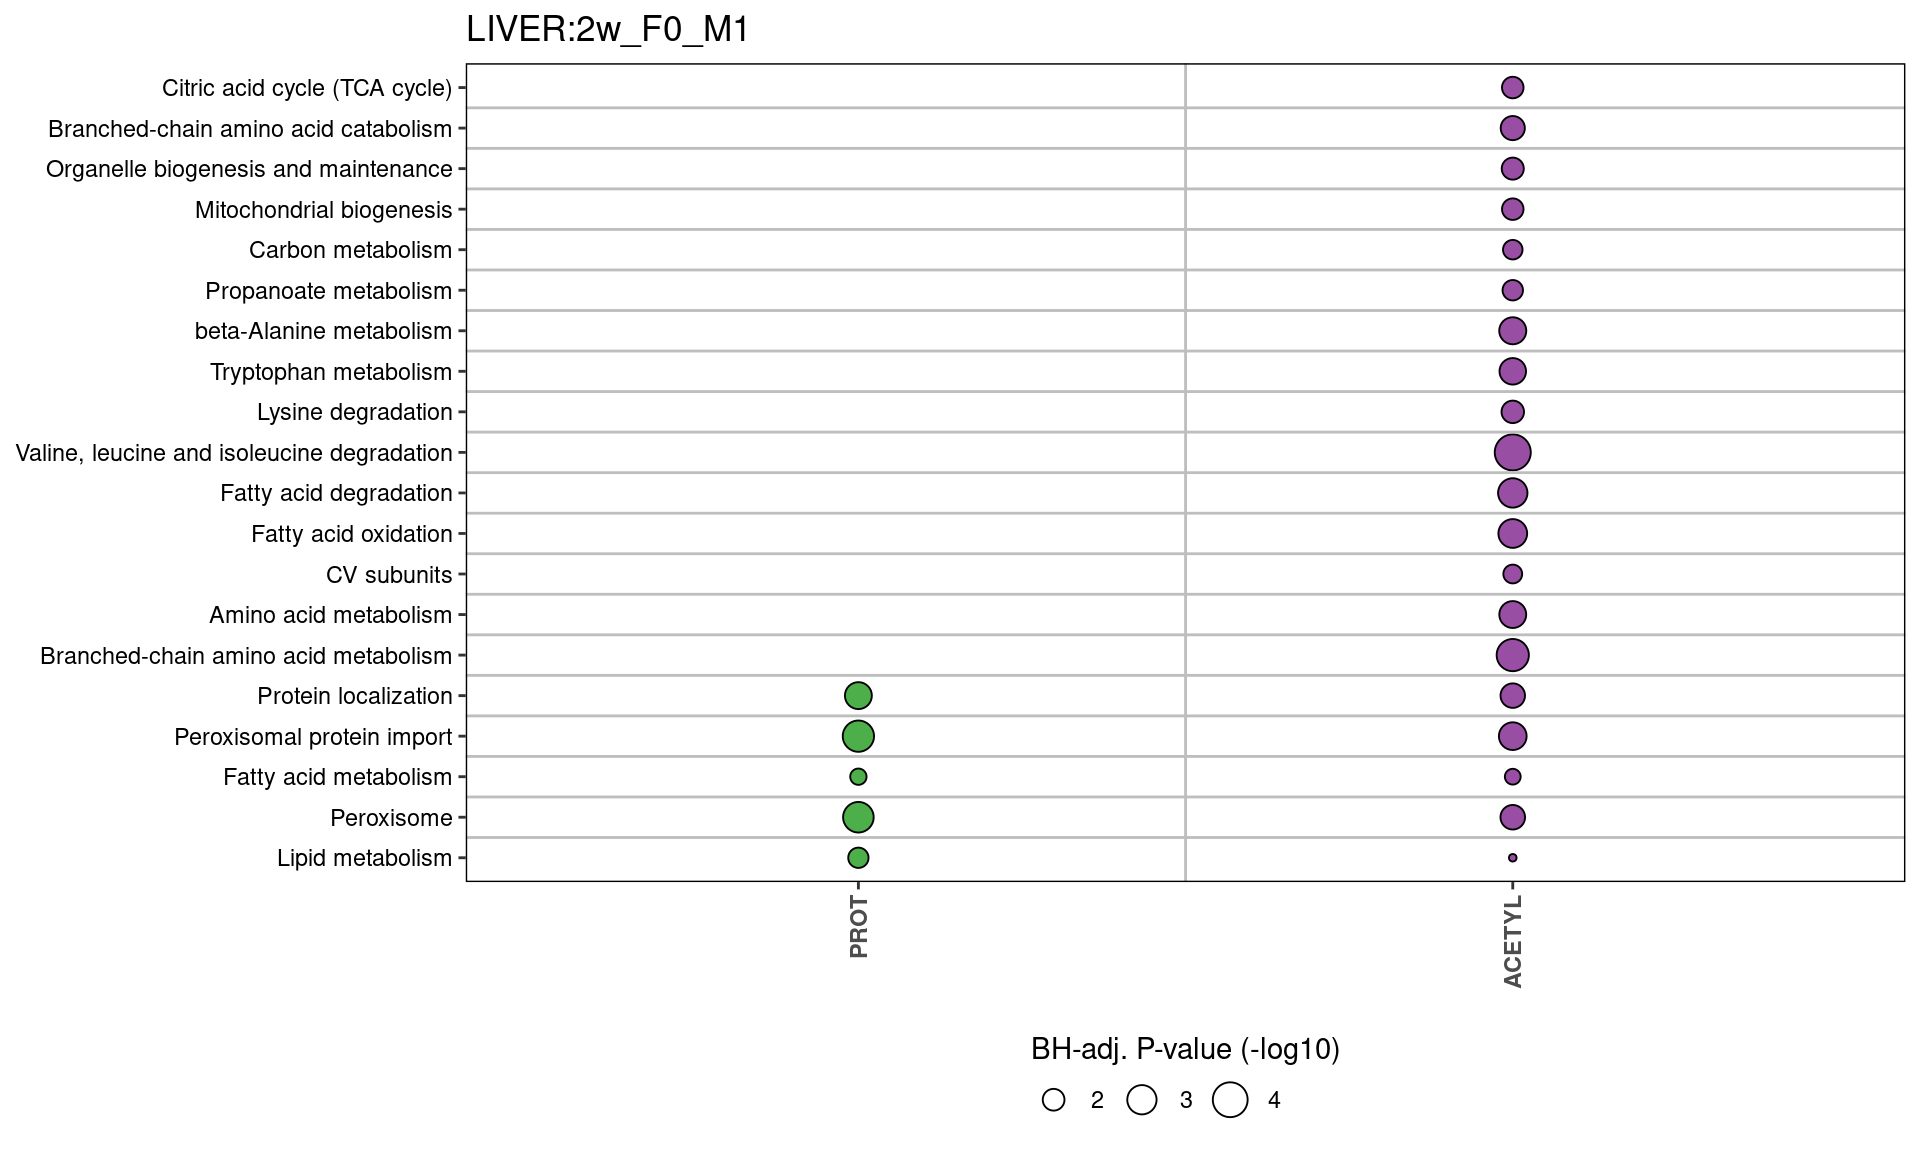 LIVER:2w_F0_M1
Citric acid cycle (TCA cycle)
Branched-chain amino acid catabolism
Organelle biogenesis and maintenance
Mitochondrial biogenesis
Carbon metabolism
Propanoate metabolism
beta-Alanine metabolism
Tryptophan metabolism
Lysine degradation
Valine, leucine and isoleucine degradation
Fatty acid degradation
Fatty acid oxidation
CV subunits
Amino acid metabolism
Branched-chain amino acid metabolism
Protein localization
Peroxisomal protein import
Fatty acid metabolism
Peroxisome
Lipid metabolism
PROT
ACETYL
BH-adj. P-value (-log10)
2 3 4